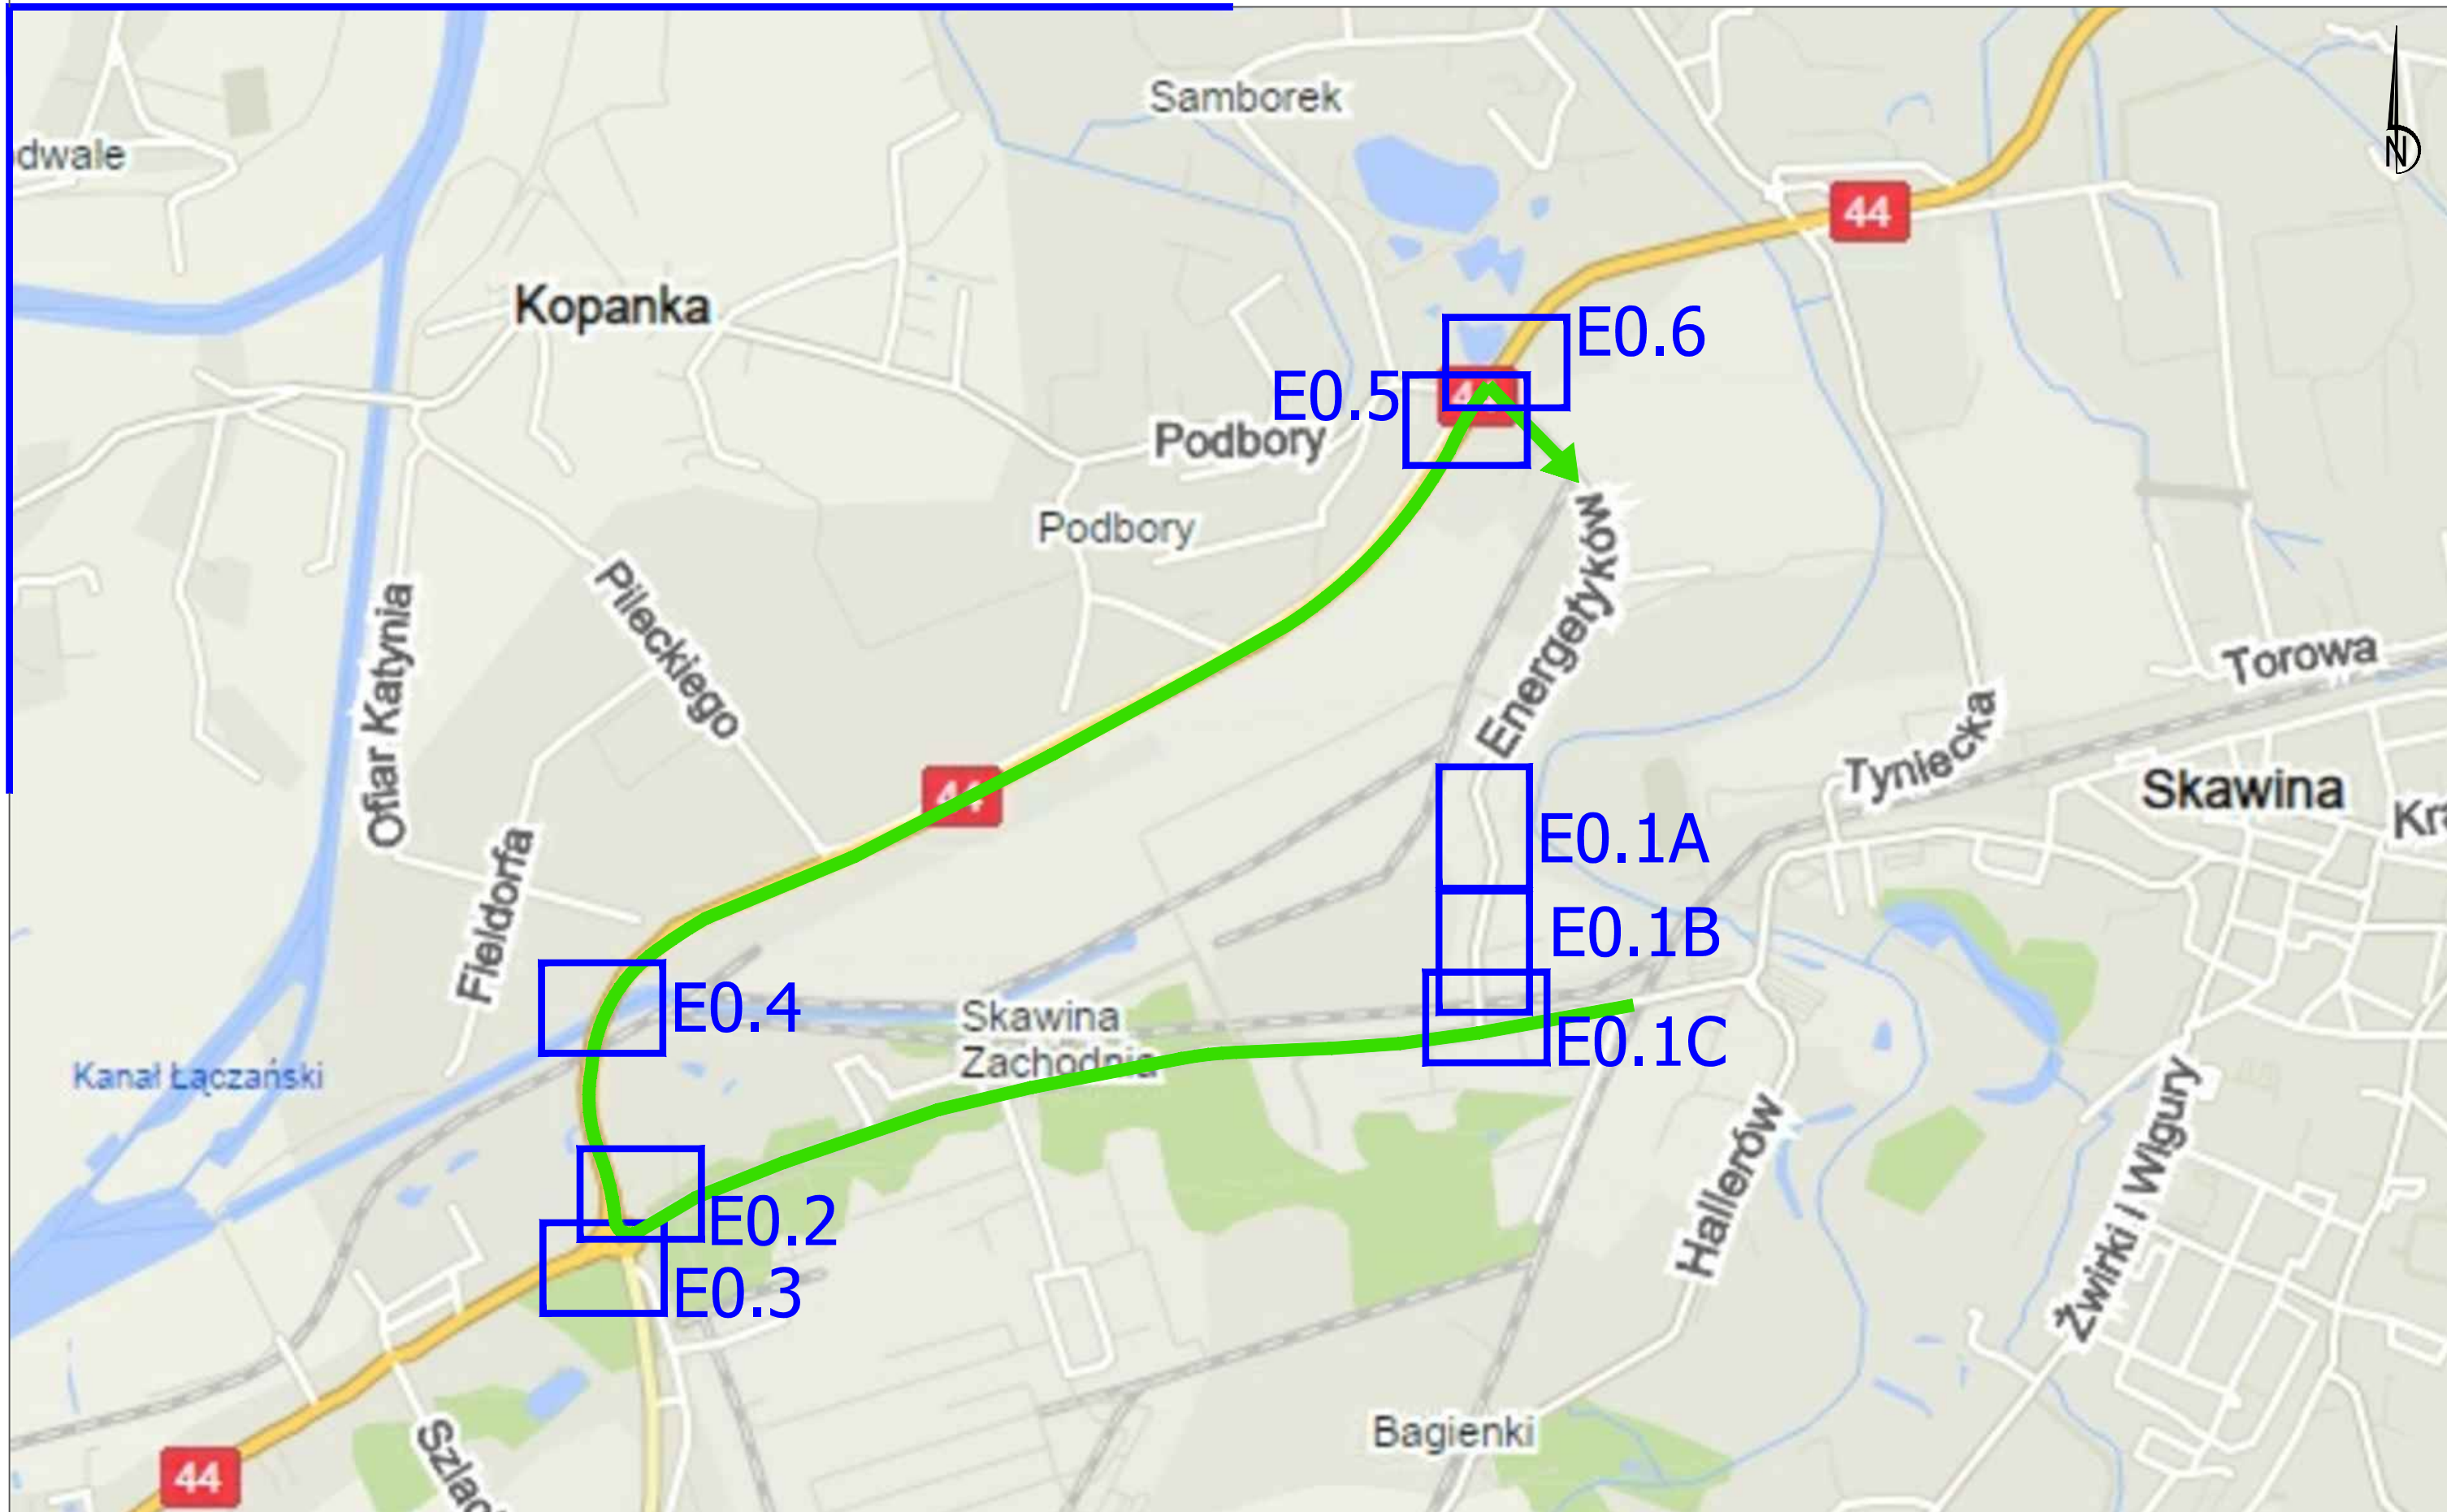 Samborek
dwale
N
44
Kopanka
E0.6
E0.5
Podbory
Podbory
Energetyków
Pileckiego
Ofiar Katynia
Torowa
Tyniecka
Skawina
44
E0.1A
Fieldorfa
E0.1B
E0.4
Skawina
Zachodnia
E0.1C
Kanał Łączański
Hallerów
Żwirki i Wigury
E0.2
E0.3
Bagienki
44